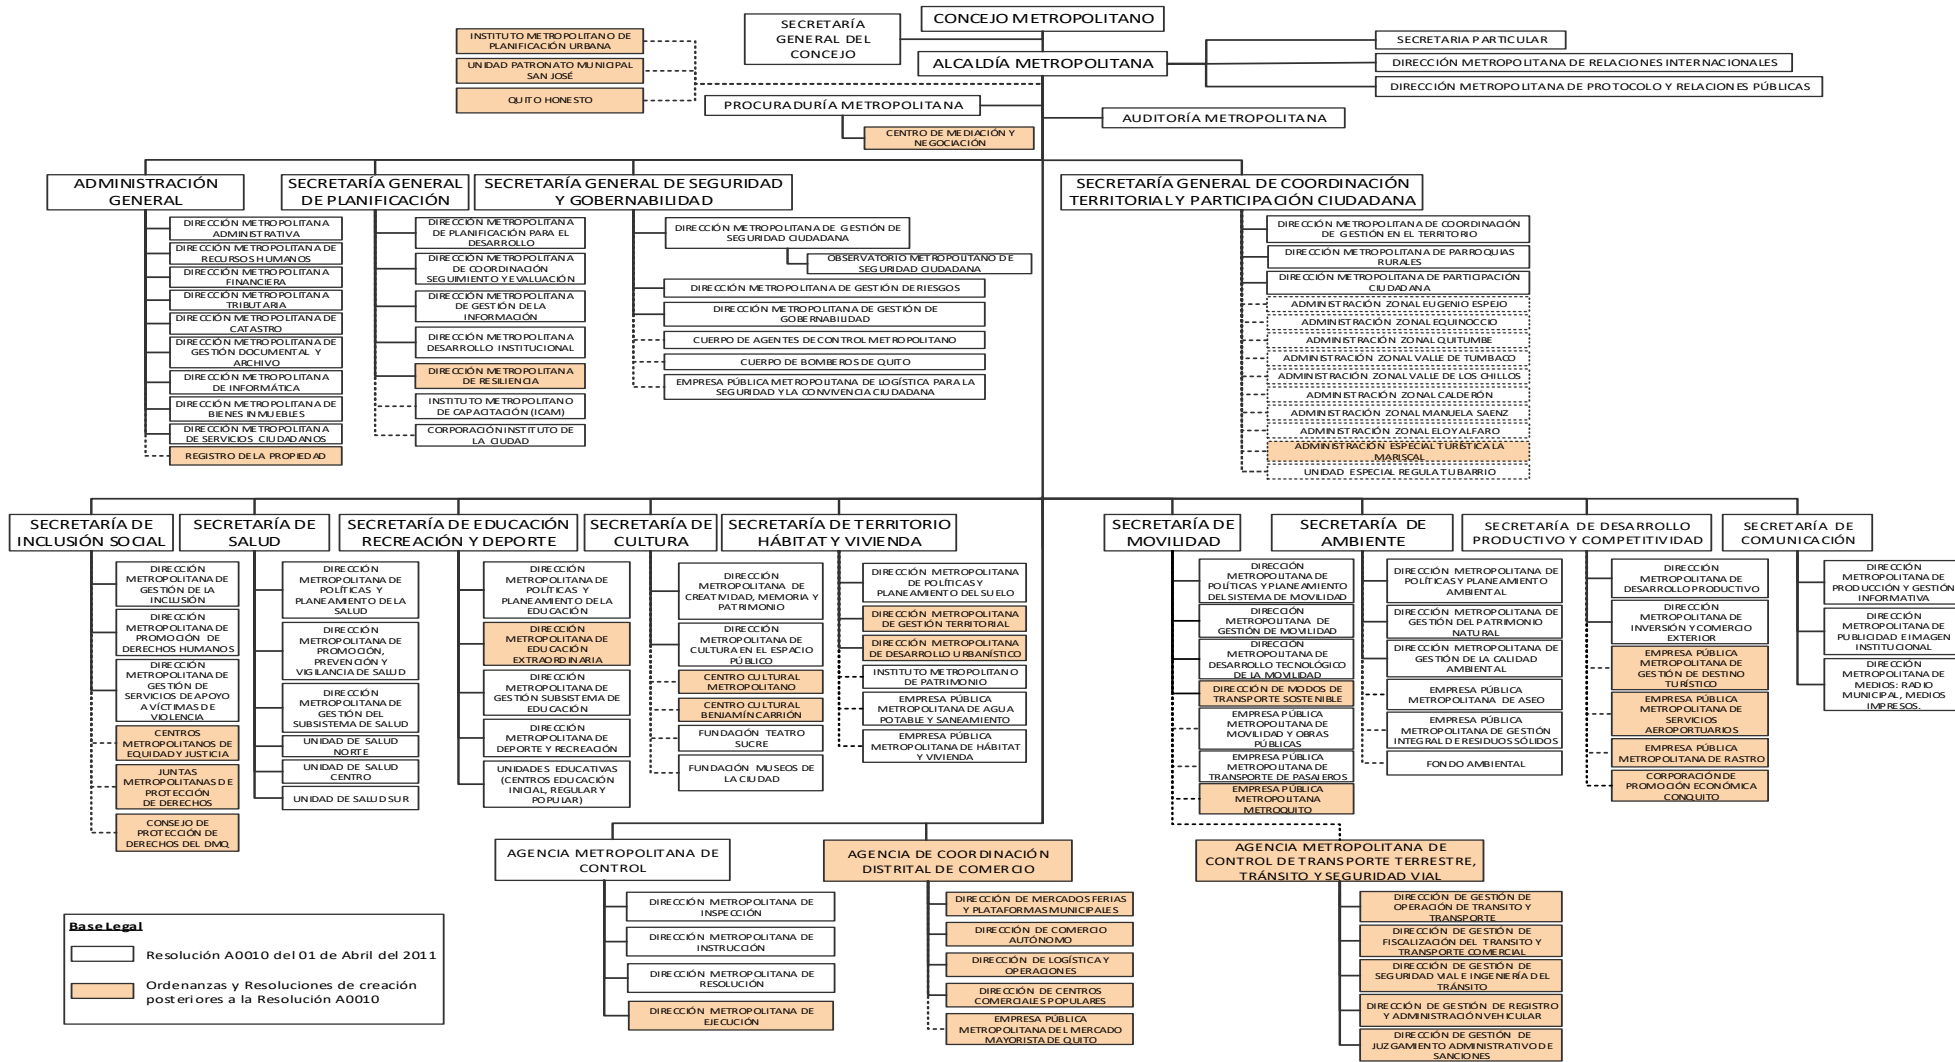 CONCEJO METROPOLITANO
SECRETARÍA
GENERAL DEL
CONCEJO
ALCALDÍA METROPOLITANA
INSTITUTO METROPOLITANO DE
PLANIFICACIÓN URBANA
UNIDAD PATRONATO MUNICIPAL
SAN JOSÉ
QUITO HONESTO
SECRETARIA PARTICULAR
DIRECCIÓN METROPOLITANA DE RELACIONES INTERNACIONALES
DIRECCIÓN METROPOLITANA DE PROTOCOLO Y RELACIONES PÚBLICAS
PROCURADURÍA METROPOLITANA
CENTRO DE MEDIACIÓN Y
NEGOCIACIÓN
AUDITORÍA METROPOLITANA
ADMINISTRACIÓN
GENERAL
DIRECCIÓN METROPOLITANA
ADMINISTRATIVA
DIRECCIÓN METROPOLITANA DE
RECURSOS HUMANOS
DIRECCIÓN METROPOLITANA
FINANCIERA
DIRECCIÓN METROPOLITANA
TRIBUTARIA
DIRECCIÓN METROPOLITANA DE
CATASTRO
DIRECCIÓN METROPOLITANA DE
GESTIÓN DOCUMENTAL Y
ARCHIVO
DIRECCIÓN METROPOLITANA
DE INFORMÁTICA
DIRECCIÓN METROPOLITANA DE
BIENES INMUEBLES
DIRECCIÓN METROPOLITANA
DE SERVICIOS CIUDADANOS
REGISTRO DE LA PROPIEDAD
SECRETARÍA GENERAL
DE PLANIFICACIÓN
DIRECCIÓN METROPOLITANA
DE PLANIFICACIÓN PARA EL
DESARROLLO
DIRECCIÓN METROPOLITANA
DE COORDINACIÓN
SEGUIMIENTO Y EVALUACIÓN
DIRECCIÓN METROPOLITANA
DE GESTIÓN DE LA
INFORMACIÓN
DIRECCIÓN METROPOLITANA
DESARROLLO INSTITUCIONAL
DIRECCIÓN METROPOLITANA
DE RESILIENCIA
INSTITUTO METROPOLITANO
DE CAPACITACIÓN (ICAM)
CORPORACIÓN INSTITUTO DE
LA CIUDAD
SECRETARÍA GENERAL DE SEGURIDAD
Y GOBERNABILIDAD
DIRECCIÓN METROPOLITANA DE GESTIÓN DE
SEGURIDAD CIUDADANA
OBSERVATORIO METROPOLITANO DE
SEGURIDAD CIUDADANA
DIRECCIÓN METROPOLITANA DE GESTIÓN DE RIESGOS
DIRECCIÓN METROPOLITANA DE GESTIÓN DE
GOBERNABILIDAD
CUERPO DE AGENTES DE CONTROL METROPOLITANO
CUERPO DE BOMBEROS DE QUITO
EMPRESA PÚBLICA METROPOLITANA DE LOGÍSTICA PARA LA
SEGURIDAD Y LA CONVIVENCIA CIUDADANA
SECRETARÍA GENERAL DE COORDINACIÓN
TERRITORIAL Y PARTICIPACIÓN CIUDADANA
DIRECCIÓN METROPOLITANA DE COORDINACIÓN
DE GESTIÓN EN EL TERRITORIO
DIRECCIÓN METROPOLITANA DE PARROQUIAS
RURALES
DIRECCIÓN METROPOLITANA DE PARTICIPACIÓN
CIUDADANA
ADMINISTRACIÓN ZONAL EUGENIO ESPEJO
ADMINISTRACIÓN ZONAL EQUINOCCIO
ADMINISTRACIÓN ZONAL QUITUMBE
ADMINISTRACIÓN ZONAL VALLE DE TUMBACO
ADMINISTRACIÓN ZONAL VALLE DE LOS CHILLOS
ADMINISTRACIÓN ZONAL CALDERÓN
ADMINISTRACIÓN ZONAL MANUELA SAENZ
ADMINISTRACIÓN ZONAL ELOY ALFARO
ADMINISTRACIÓN ESPECIAL TURÍSTICA LA
MARISCAL
UNIDAD ESPECIAL REGULA TU BARRIO
SECRETARÍA DE
INCLUSIÓN SOCIAL
DIRECCIÓN
METROPOLITANA DE
GESTIÓN DE LA
INCLUSIÓN
DIRECCIÓN
METROPOLITANA DE
PROMOCIÓN DE
DERECHOS HUMANOS
DIRECCIÓN
METROPOLITANA DE
GESTIÓN DE
SERVICIOS DE APOYO
A VÍCTIMAS DE
VIOLENCIA
CENTROS
METROPOLITANOS DE
EQUIDAD Y JUSTICIA
JUNTAS
METROPOLITANAS DE
PROTECCIÓN
DE DERECHOS
CONSEJO DE
PROTECCIÓN DE
DERECHOS DEL DMQ
SECRETARÍA DE
SALUD
DIRECCIÓN
METROPOLITANA DE
POLÍTICAS Y
PLANEAMIENTO DE LA
SALUD
DIRECCIÓN
METROPOLITANA DE
PROMOCIÓN,
PREVENCIÓN Y
VIGILANCIA DE SALUD
DIRECCIÓN
METROPOLITANA DE
GESTIÓN DEL
SUBSISTEMA DE SALUD
UNIDAD DE SALUD
NORTE
UNIDAD DE SALUD
CENTRO
UNIDAD DE SALUD SUR
SECRETARÍA DE EDUCACIÓN
RECREACIÓN Y DEPORTE
DIRECCIÓN
METROPOLITANA DE
POLÍTICAS Y
PLANEAMIENTO DE LA
EDUCACIÓN
DIRECCIÓN
METROPOLITANA DE
EDUCACIÓN
EXTRAORDINARIA
DIRECCIÓN
METROPOLITANA DE
GESTIÓN SUBSISTEMA DE
EDUCACIÓN
DIRECCIÓN
METROPOLITANA DE
DEPORTE Y RECREACIÓN
UNIDADES EDUCATIVAS
(CENTROS EDUCACIÓN
INICIAL, REGULAR Y
POPULAR)
SECRETARÍA DE
CULTURA
DIRECCIÓN
METROPOLITANA DE
CREATIVIDAD, MEMORIA Y
PATRIMONIO
DIRECCIÓN
METROPOLITANA DE
CULTURA EN EL ESPACIO
PÚBLICO
CENTRO CULTURAL
METROPOLITANO
CENTRO CULTURAL
BENJAMÍN CARRIÓN
FUNDACIÓN TEATRO
SUCRE
FUNDACIÓN MUSEOS DE
LA CIUDAD
SECRETARÍA DE TERRITORIO
HÁBITAT Y VIVIENDA
DIRECCIÓN METROPOLITANA
DE POLÍTICAS Y
PLANEAMIENTO DEL SUELO
DIRECCIÓN METROPOLITANA
DE GESTIÓN TERRITORIAL
DIRECCIÓN METROPOLITANA
DE DESARROLLO URBANÍSTICO
INSTITUTO METROPOLITANO
DE PATRIMONIO
EMPRESA PÚBLICA
METROPOLITANA DE AGUA
POTABLE Y SANEAMIENTO
EMPRESA PÚBLICA
METROPOLITANA DE HÁBITAT
Y VIVIENDA
SECRETARÍA DE
MOVILIDAD
DIRECCIÓN
METROPOLITANA DE
POLÍTICAS Y PLANEAMIENTO
DEL SISTEMA DE MOVILIDAD
DIRECCIÓN
METROPOLITANA DE
GESTIÓN DE MOVILIDAD
DIRECCIÓN
METROPOLITANA DE
DESARROLLO TECNOLÓGICO
DE LA MOVILIDAD
DIRECCIÓN DE MODOS DE
TRANSPORTE SOSTENIBLE
EMPRESA PÚBLICA
METROPOLITANA DE
MOVILIDAD Y OBRAS
PÚBLICAS
EMPRESA PÚBLICA
METROPOLITANA DE
TRANSPORTE DE PASAJEROS
EMPRESA PÚBLICA
METROPOLITANA
METRO QUITO
SECRETARÍA DE
AMBIENTE
DIRECCIÓN METROPOLITANA DE
POLÍTICAS Y PLANEAMIENTO
AMBIENTAL
DIRECCIÓN METROPOLITANA DE
GESTIÓN DEL PATRIMONIO
NATURAL
DIRECCIÓN METROPOLITANA DE
GESTIÓN DE LA CALIDAD
AMBIENTAL
EMPRESA PÚBLICA
METROPOLITANA DE ASEO
EMPRESA PÚBLICA
METROPOLITANA DE GESTIÓN
INTEGRAL DE RESIDUOS SÓLIDOS
FONDO AMBIENTAL
SECRETARÍA DE DESARROLLO
PRODUCTIVO Y COMPETITIVIDAD
DIRECCIÓN
METROPOLITANA DE
DESARROLLO PRODUCTIVO
DIRECCIÓN
METROPOLITANA DE
INVERSIÓN Y COMERCIO
EXTERIOR
EMPRESA PÚBLICA
METROPOLITANA DE
GESTIÓN DE DESTINO
TURÍSTICO
EMPRESA PÚBLICA
METROPOLITANA DE
SERVICIOS
AEROPORTUARIOS
EMPRESA PÚBLICA
METROPOLITANA DE RASTRO
CORPORACIÓN DE
PROMOCIÓN ECONÓMICA
CONQUITO
SECRETARÍA DE
COMUNICACIÓN
DIRECCIÓN
METROPOLITANA DE
PRODUCCIÓN Y GESTIÓN
INFORMATIVA
DIRECCIÓN
METROPOLITANA DE
PUBLICIDAD E IMAGEN
INSTITUCIONAL
DIRECCIÓN
METROPOLITANA DE
MEDIOS: RADIO
MUNICIPAL, MEDIOS
IMPRESOS.
AGENCIA METROPOLITANA DE
CONTROL
DIRECCIÓN METROPOLITANA DE
INSPECCIÓN
DIRECCIÓN METROPOLITANA DE
INSTRUCCIÓN
DIRECCIÓN METROPOLITANA DE
RESOLUCIÓN
DIRECCIÓN METROPOLITANA DE
EJECUCIÓN
AGENCIA DE COORDINACIÓN
DISTRITAL DE COMERCIO
DIRECCIÓN DE MERCADOS FERIAS
Y PLATAFORMAS MUNICIPALES
DIRECCIÓN DE COMERCIO
AUTÓNOMO
DIRECCIÓN DE LOGÍSTICA Y
OPERACIONES
DIRECCIÓN DE CENTROS
COMERCIALES POPULARES
EMPRESA PÚBLICA
METROPOLITANA DEL MERCADO
MAYORISTA DE QUITO
AGENCIA METROPOLITANA DE
CONTROL DE TRANSPORTE TERRESTRE,
TRÁNSITO Y SEGURIDAD VIAL
DIRECCIÓN DE GESTIÓN DE
OPERACIÓN DE TRANSITO Y
TRANSPORTE
DIRECCIÓN DE GESTIÓN DE
FISCALIZACIÓN DEL TRANSITO Y
TRANSPORTE COMERCIAL
DIRECCIÓN DE GESTIÓN DE
SEGURIDAD VIAL E INGENIERÍA DEL
TRÁNSITO
DIRECCIÓN DE GESTIÓN DE REGISTRO
Y ADMINISTRACIÓN VEHICULAR
DIRECCIÓN DE GESTIÓN DE
JUZGAMIENTO ADMINISTRATIVO DE
SANCIONES
Base Legal
Resolución A0010 del 01 de Abril del 2011
Ordenanzas y Resoluciones de creación
posteriores a la Resolución A0010